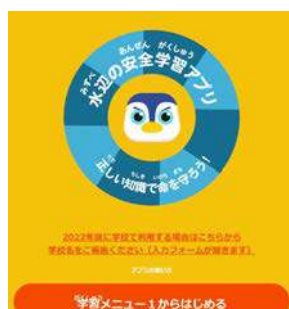 みずべ あんぜん がくしゅう
水辺の安全学習アプリ
ただ ちしき いのち まも
正しい知識で命を守ろう!
2022年度に学校で利用する場合はこちらから
学校名をご報告ください（入力フォームが開きます）
がくしゅう
学習メニュー1からはじめる